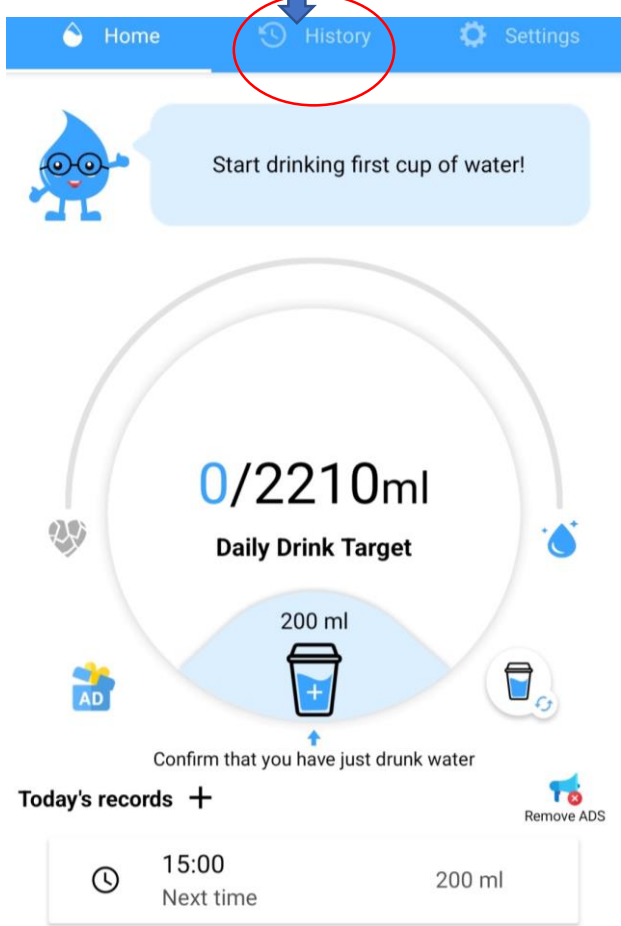 Home History Settings
Start drinking first cup of water!
0/2210ml
Daily Drink Target
200 ml
AD
Confirm that you have just drunk water
Today's records +
Remove ADS
15:00
Next time
200 ml